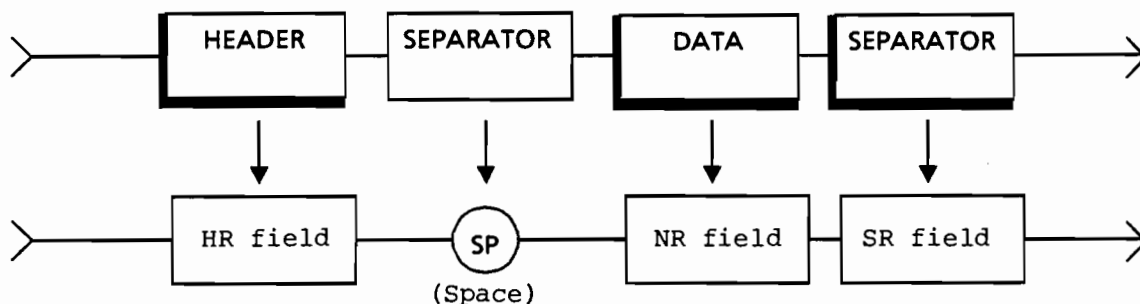 HEADER SEPARATOR DATA SEPARATOR
HR field SP NR field SR field
(Space)